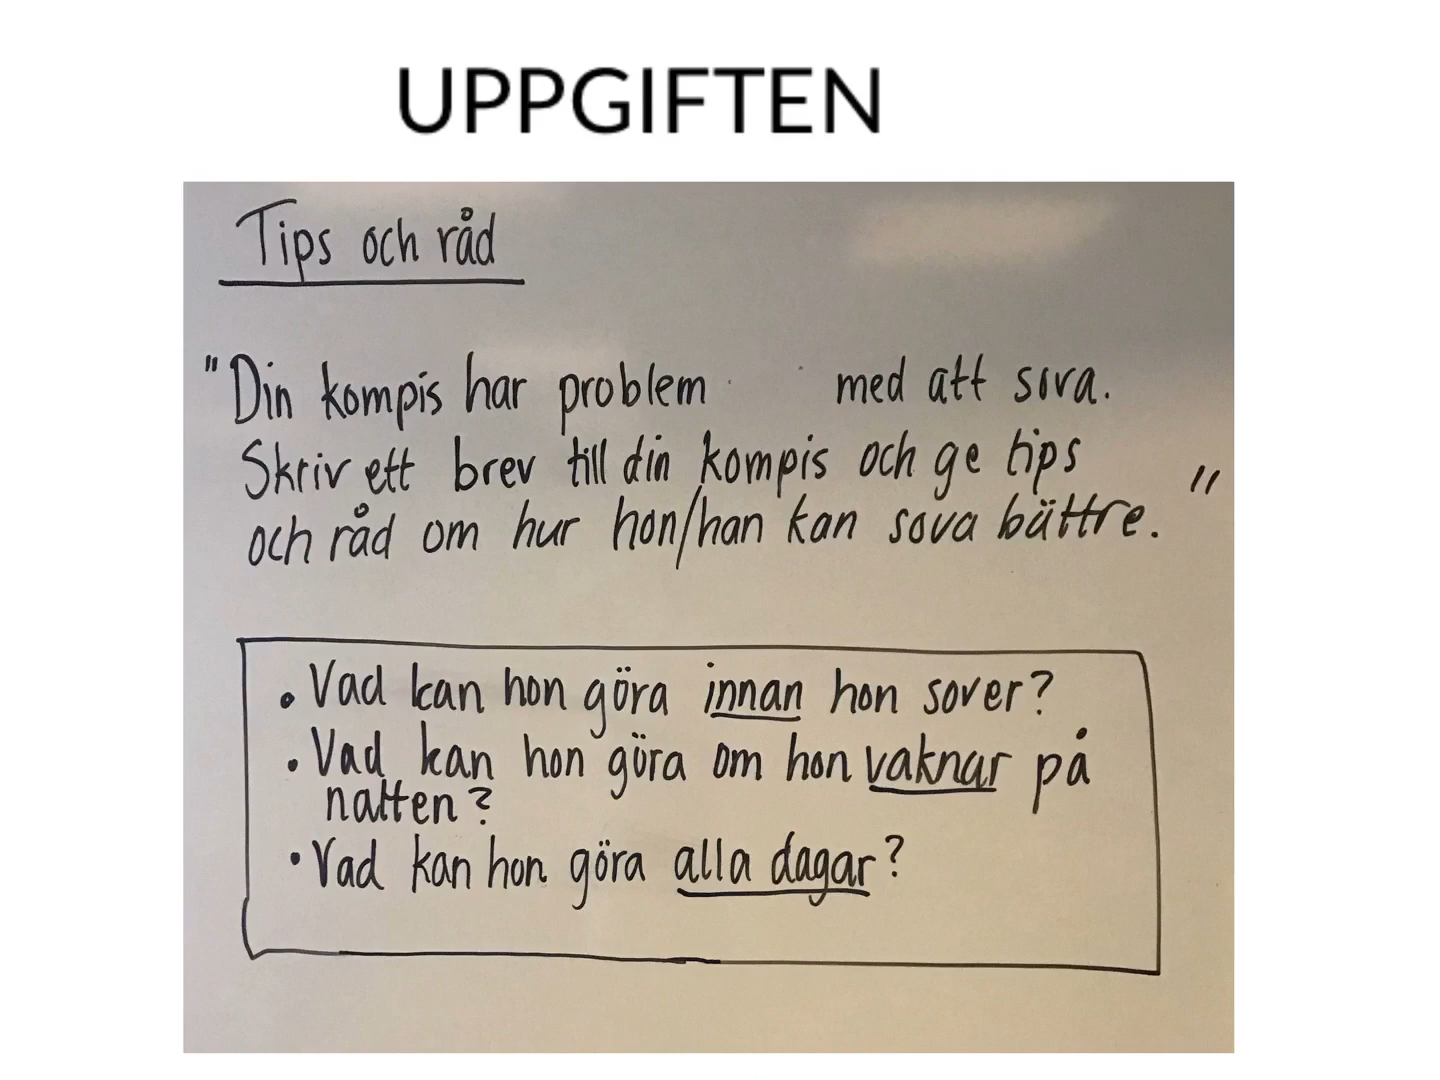 UPPGIFTEN
Tips och råd
"Din kompis har problem med att sova.
Skriv ett brev till din kompis och ge tips
och råd om hur hon/han kan sova bättre."
• Vad kan hon göra innan hon sover?
• Vad kan hon göra om hon vaknar på
natten?
• Vad kan hon göra alla dagar?